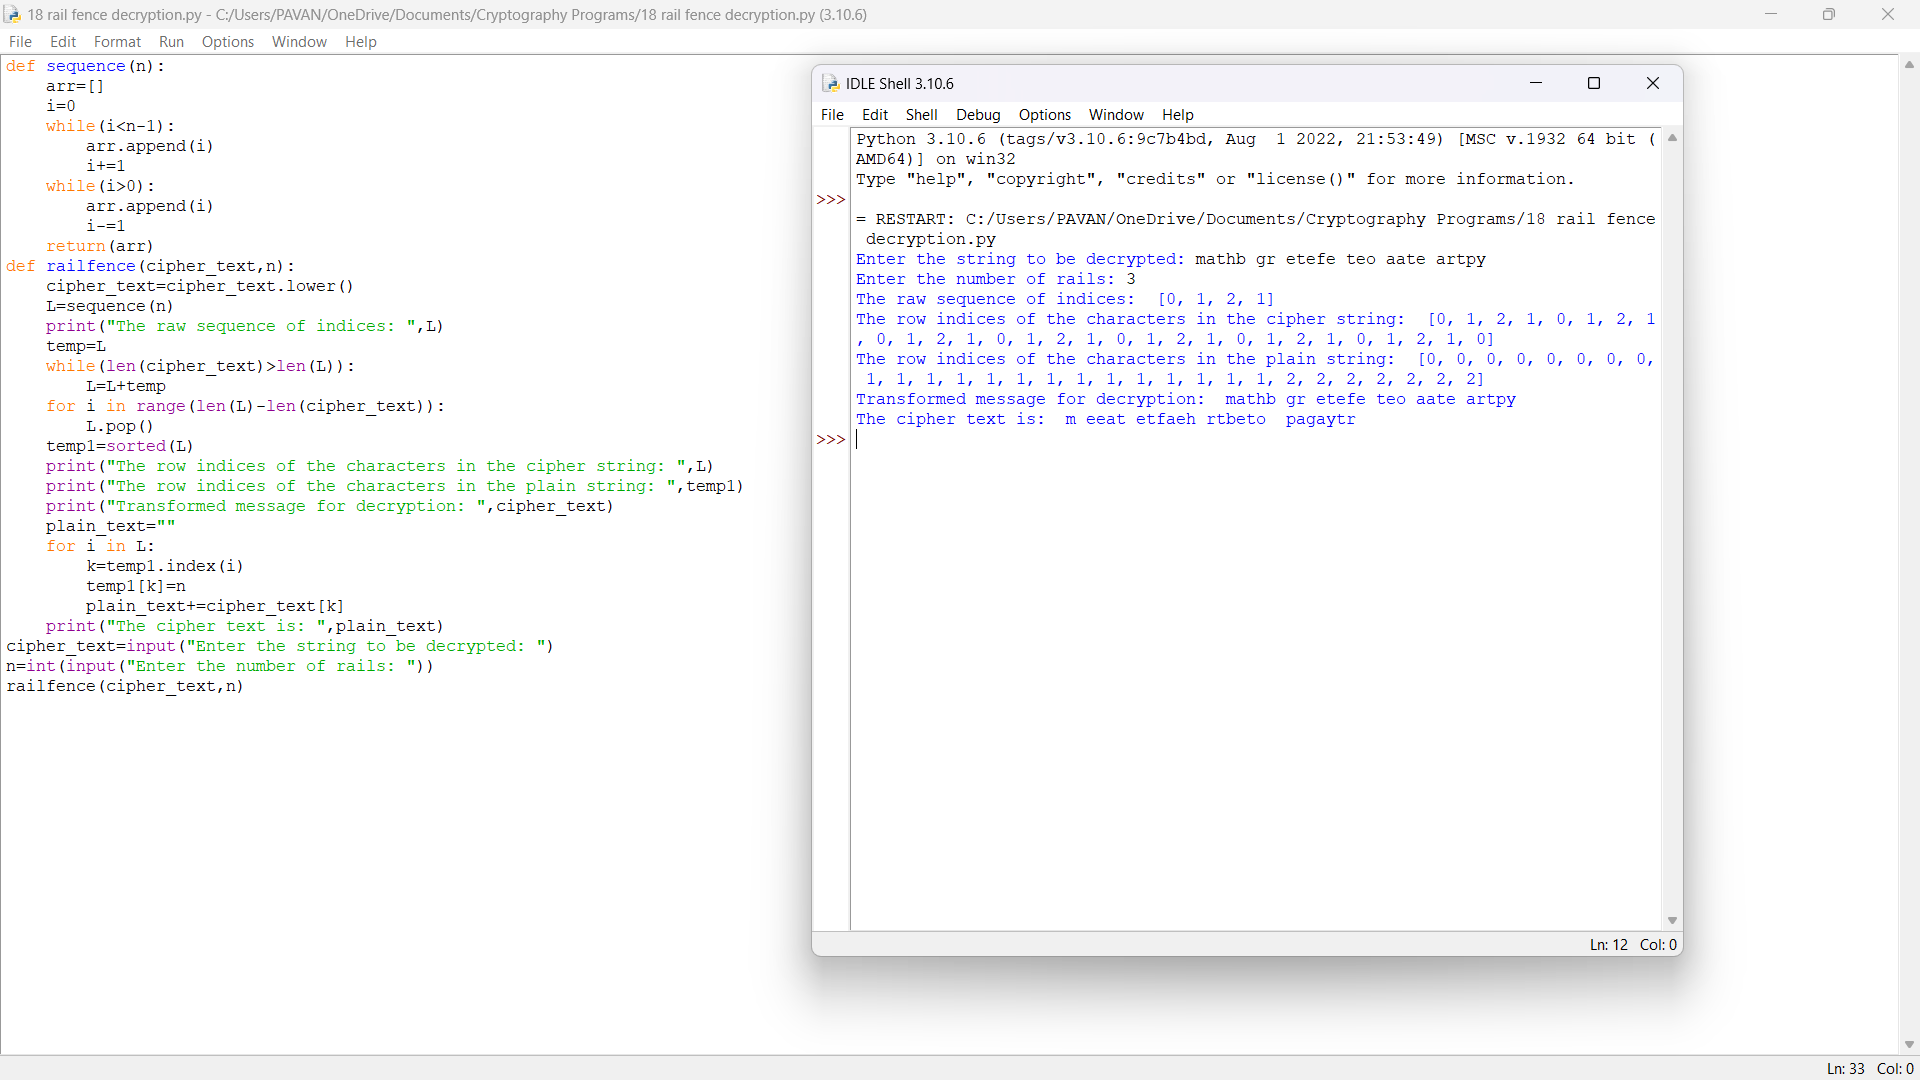 18 rail fence decryption.py - C:/Users/PAVAN/OneDrive/Documents/Cryptography Programs/18 rail fence decryption.py (3.10.6)
File Edit Format Run Options Window Help
def sequence(n):
    arr=[]
    i=0
    while(i<n-1):
        arr.append(i)
        i+=1
    while(i>0):
        arr.append(i)
        i-=1
    return(arr)
def railfence(cipher_text,n):
    cipher_text=cipher_text.lower()
    L=sequence(n)
    print("The raw sequence of indices: ",L)
    temp=L
    while(len(cipher_text)>len(L)):
        L=L+temp
    for i in range(len(L)-len(cipher_text)):
        L.pop()
    temp1=sorted(L)
    print("The row indices of the characters in the cipher string: ",L)
    print("The row indices of the characters in the plain string: ",temp1)
    print("Transformed message for decryption: ",cipher_text)
    plain_text=""
    for i in L:
        k=temp1.index(i)
        temp1[k]=n
        plain_text+=cipher_text[k]
    print("The cipher text is: ",plain_text)
cipher_text=input("Enter the string to be decrypted: ")
n=int(input("Enter the number of rails: "))
railfence(cipher_text,n)
IDLE Shell 3.10.6
File Edit Shell Debug Options Window Help
Python 3.10.6 (tags/v3.10.6:9c7b4bd, Aug  1 2022, 21:53:49) [MSC v.1932 64 bit (
AMD64)] on win32
Type "help", "copyright", "credits" or "license()" for more information.
>>>
= RESTART: C:/Users/PAVAN/OneDrive/Documents/Cryptography Programs/18 rail fence
 decryption.py
Enter the string to be decrypted: mathb gr etefe teo aate artpy
Enter the number of rails: 3
The raw sequence of indices:  [0, 1, 2, 1]
The row indices of the characters in the cipher string:  [0, 1, 2, 1, 0, 1, 2, 1
, 0, 1, 2, 1, 0, 1, 2, 1, 0, 1, 2, 1, 0, 1, 2, 1, 0, 1, 2, 1, 0]
The row indices of the characters in the plain string:  [0, 0, 0, 0, 0, 0, 0, 0,
 1, 1, 1, 1, 1, 1, 1, 1, 1, 1, 1, 1, 1, 1, 2, 2, 2, 2, 2, 2, 2]
Transformed message for decryption:  mathb gr etefe teo aate artpy
The cipher text is:  m eeat etfaeh rtbeto  pagaytr
>>>
Ln: 12 Col: 0
Ln: 33 Col: 0